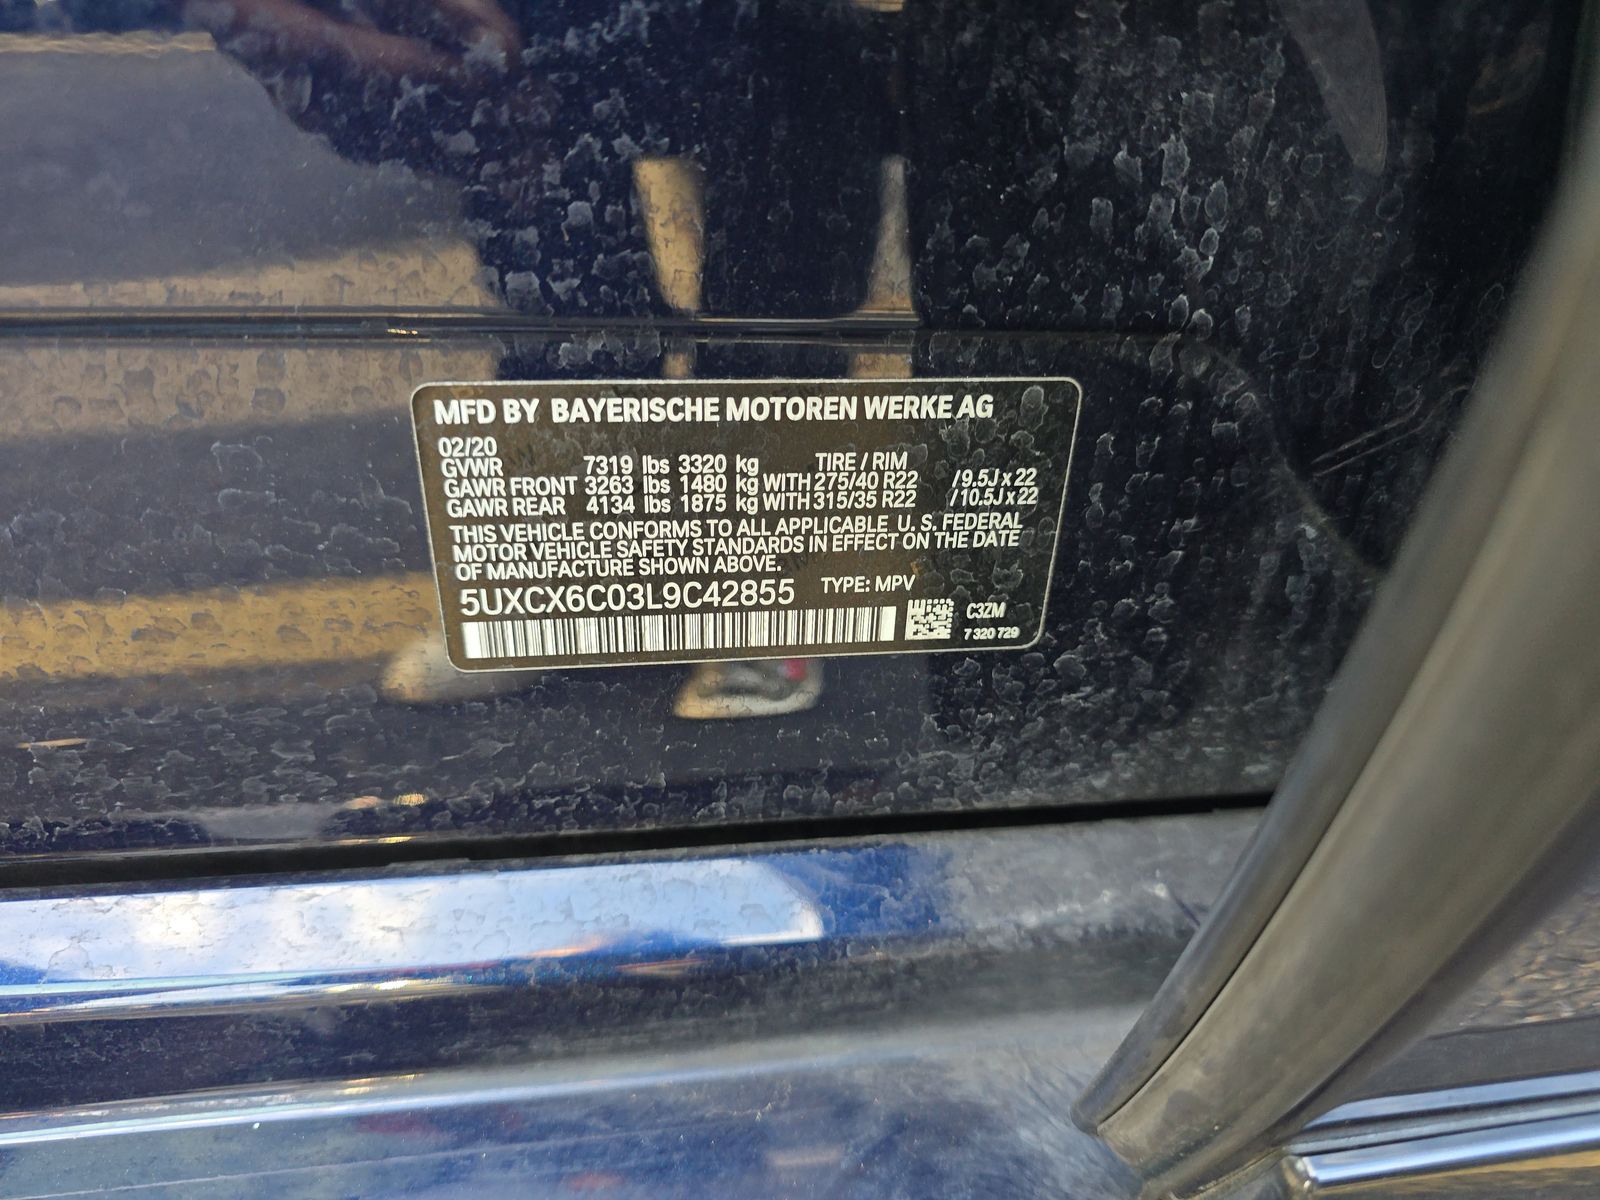 MFD BY BAYERISCHE MOTOREN WERKE AG
02/20
GVWR 7319 lbs 3320 kg TIRE / RIM
GAWR FRONT 3263 lbs 1480 kg WITH 275/40 R22 / 9.5J x 22
GAWR REAR 4134 lbs 1875 kg WITH 315/35 R22 / 10.5J x 22
THIS VEHICLE CONFORMS TO ALL APPLICABLE U. S. FEDERAL
MOTOR VEHICLE SAFETY STANDARDS IN EFFECT ON THE DATE
OF MANUFACTURE SHOWN ABOVE.
5UXCX6C03L9C42855 TYPE: MPV
C3ZM
7 320 729